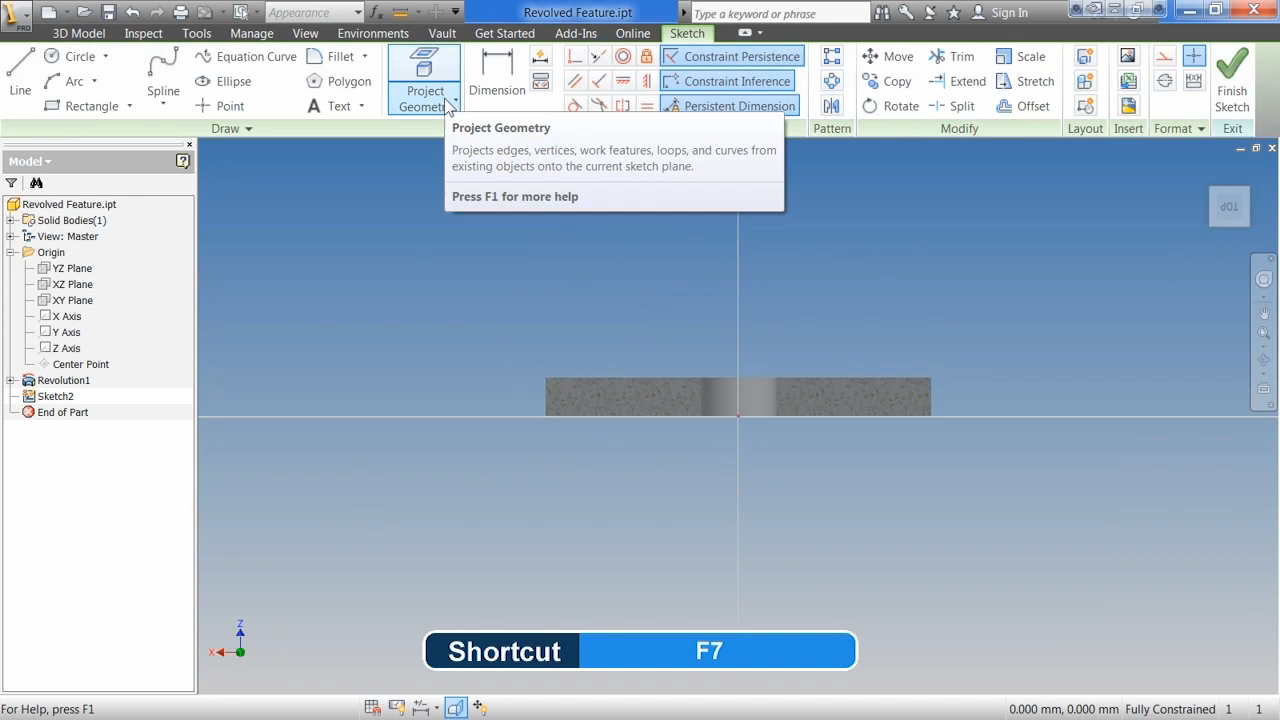 PRO
Appearance
Revolved Feature.ipt
Type a keyword or phrase
Sign In
3D Model
Inspect
Tools
Manage
View
Environments
Vault
Get Started
Add-Ins
Online
Sketch
Line
Circle
Arc
Rectangle
Spline
Equation Curve
Ellipse
Point
Fillet
Polygon
Text
Project
Geomet
Dimension
Constraint Persistence
Constraint Inference
Persistent Dimension
Move
Copy
Rotate
Trim
Extend
Split
Scale
Stretch
Offset
Finish
Sketch
Draw
Pattern
Modify
Layout
Insert
Format
Exit
Project Geometry
Projects edges, vertices, work features, loops, and curves from
existing objects onto the current sketch plane.
Press F1 for more help
Model
Revolved Feature.ipt
Solid Bodies(1)
View: Master
Origin
YZ Plane
XZ Plane
XY Plane
X Axis
Y Axis
Z Axis
Center Point
Revolution1
Sketch2
End of Part
TOP
Z
X
Shortcut F7
For Help, press F1
0.000 mm, 0.000 mm Fully Constrained 1 1